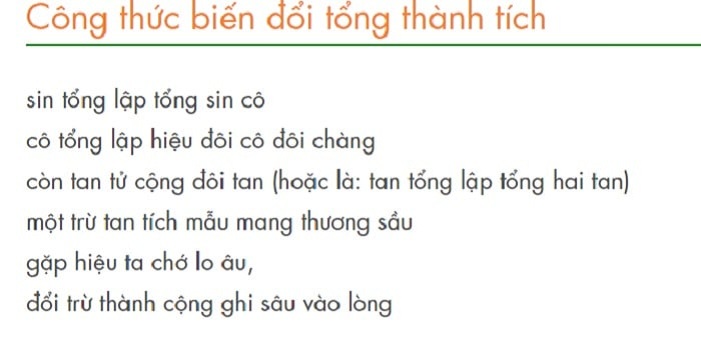 Công thức biến đổi tổng thành tích
sin tổng lập tổng sin cô
cô tổng lập hiệu đôi cô đôi chàng
còn tan tử cộng đôi tan (hoặc là: tan tổng lập tổng hai tan)
một trừ tan tích mẫu mang thương sầu
gặp hiệu ta chớ lo âu,
đổi trừ thành cộng ghi sâu vào lòng